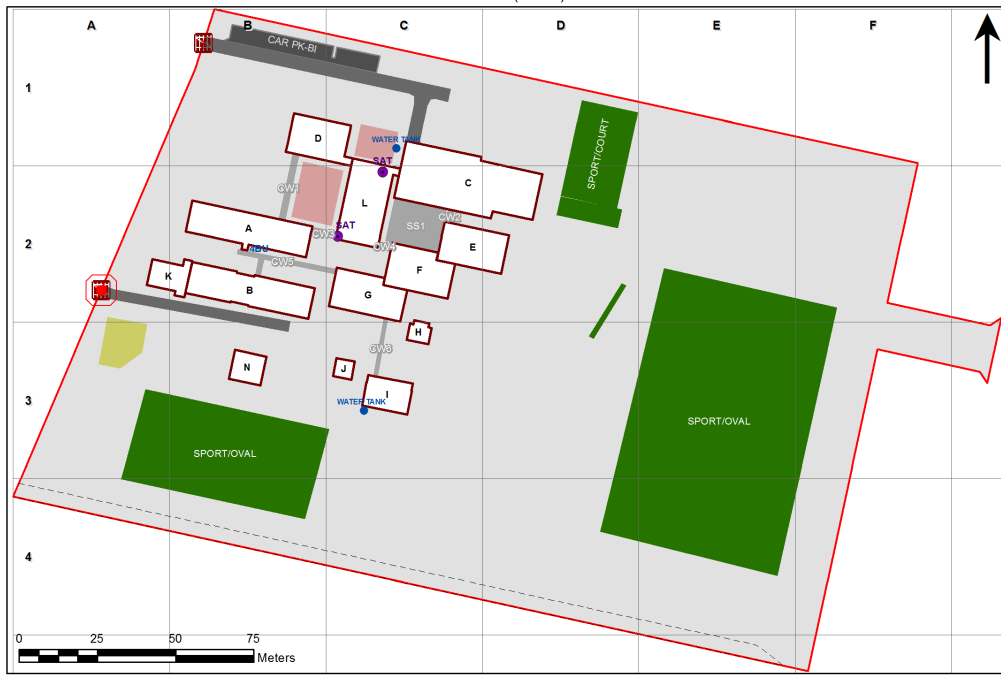 A B C D E F
CAR PK-BI
1
D
WATER TANK
SPORT/COURT
SAT
C
CW1
L
CW2
SAT
SS1
A
CW3
2
CW4
E
CW5
K
F
B
G
H
CW6
N
J
I
3
WATER TANK
SPORT/OVAL
SPORT/OVAL
4
0 25 50 75
Meters